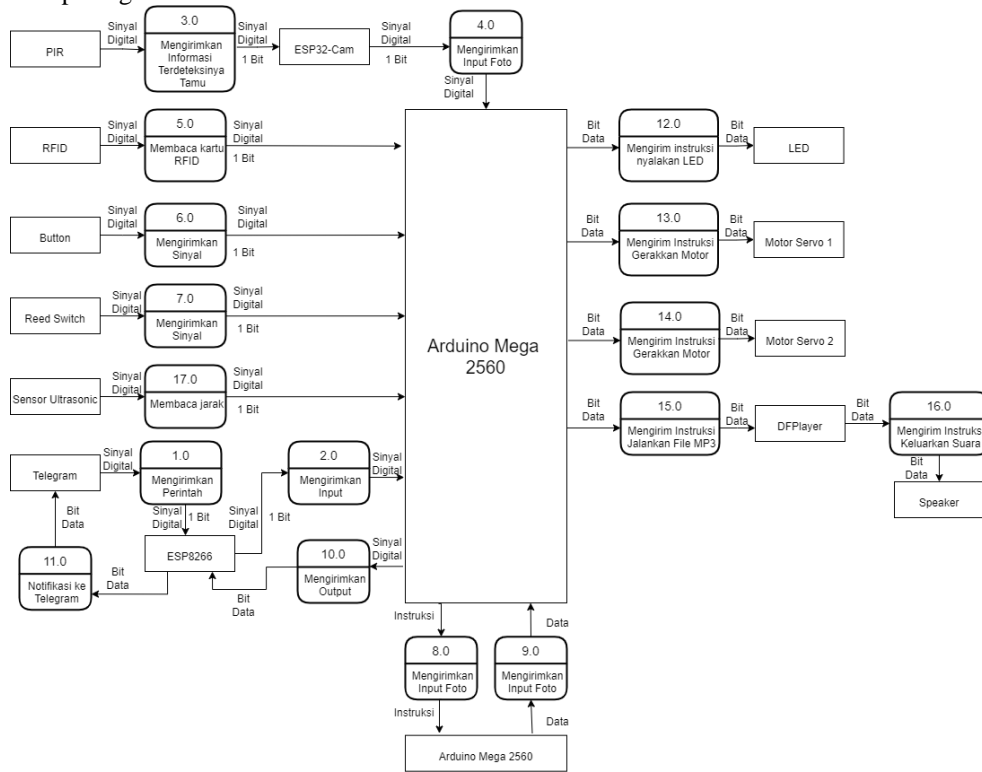 PIR
Sinyal
Digital
3.0
Mengirimkan
Informasi
Terdeteksinya
Tamu
Sinyal
Digital
1 Bit
ESP32-Cam
Sinyal
Digital
1 Bit
4.0
Mengirimkan
Input Foto
Sinyal
Digital
RFID
Sinyal
Digital
5.0
Membaca kartu
RFID
Sinyal
Digital
1 Bit
Button
Sinyal
Digital
6.0
Mengirimkan
Sinyal
Sinyal
Digital
1 Bit
Reed Switch
Sinyal
Digital
7.0
Mengirimkan
Sinyal
Sinyal
Digital
1 Bit
Sensor Ultrasonic
Sinyal
Digital
17.0
Membaca jarak
Sinyal
Digital
1 Bit
Telegram
Sinyal
Digital
1.0
Mengirimkan
Perintah
Sinyal
Digital
1 Bit
ESP8266
Sinyal
Digital
1 Bit
2.0
Mengirimkan
Input
Sinyal
Digital
Sinyal
Digital
10.0
Mengirimkan
Output
Bit
Data
Bit
Data
11.0
Notifikasi ke
Telegram
Bit
Data
Arduino Mega
2560
Bit
Data
12.0
Mengirim instruksi
nyalakan LED
Bit
Data
LED
Bit
Data
13.0
Mengirim Instruksi
Gerakkan Motor
Bit
Data
Motor Servo 1
Bit
Data
14.0
Mengirim Instruksi
Gerakkan Motor
Bit
Data
Motor Servo 2
Bit
Data
15.0
Mengirim Instruksi
Jalankan File MP3
Bit
Data
DFPlayer
Bit
Data
16.0
Mengirim Instruks
Keluarkan Suara
Bit
Data
Speaker
Instruksi
8.0
Mengirimkan
Input Foto
Instruksi
Data
9.0
Mengirimkan
Input Foto
Data
Arduino Mega 2560